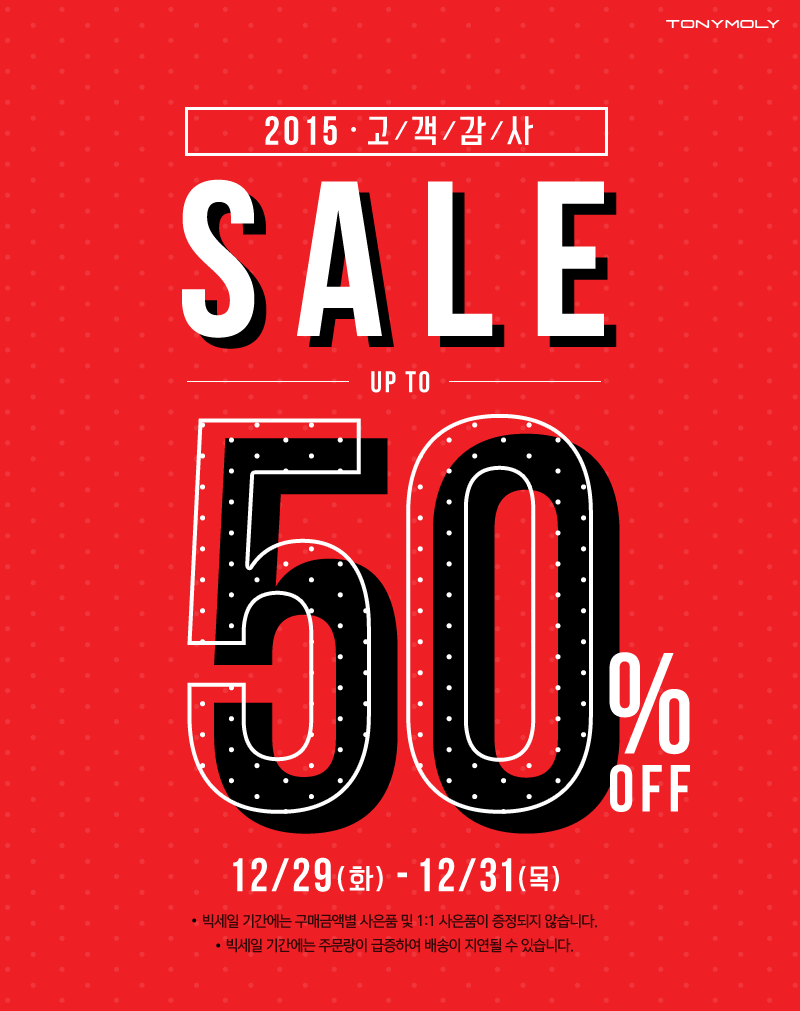 TONYMOLY
2015 · 고/객/감/사
SALE
UP TO
50%
OFF
12/29(화) - 12/31(목)
• 빅세일 기간에는 구매금액별 사은품 및 1:1 사은품이 증정되지 않습니다.
• 빅세일 기간에는 주문량이 급증하여 배송이 지연될 수 있습니다.